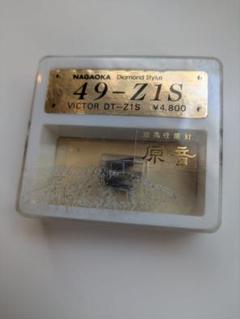 NAGAOKA Diamond Stylus
49-Z1S
VICTOR DT-Z1S ¥4,800
原音